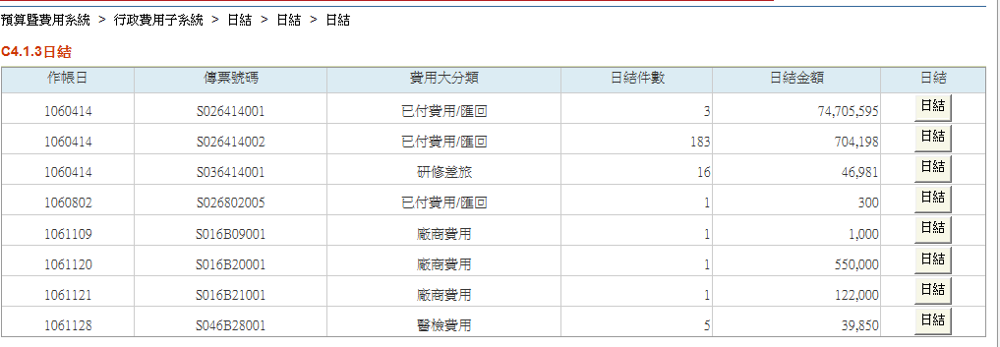 預算暨費用系統 > 行政費用子系統 > 日結 > 日結 > 日結
C4.1.3日結
作帳日 傳票號碼 費用大分類 日結件數 日結金額 日結
1060414 S026414001 已付費用/匯回 3 74,705,595 日結
1060414 S026414002 已付費用/匯回 183 704,198 日結
1060414 S036414001 研修差旅 16 46,981 日結
1060802 S026802005 已付費用/匯回 1 300 日結
1061109 S016B09001 廠商費用 1 1,000 日結
1061120 S016B20001 廠商費用 1 550,000 日結
1061121 S016B21001 廠商費用 1 122,000 日結
1061128 S046B28001 醫檢費用 5 39,850 日結